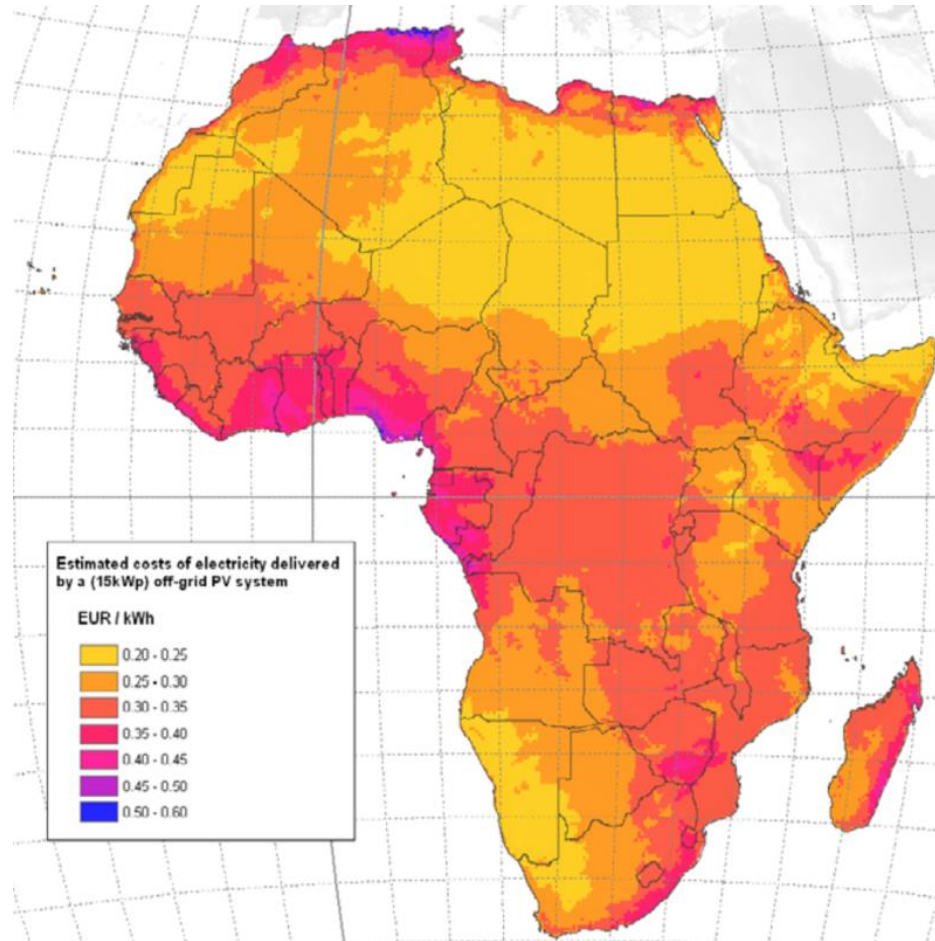 Estimated costs of electricity delivered
by a (15kWp) off-grid PV system
EUR / kWh
0.20 - 0.25
0.25 - 0.30
0.30 - 0.35
0.35 - 0.40
0.40 - 0.45
0.45 - 0.50
0.50 - 0.60